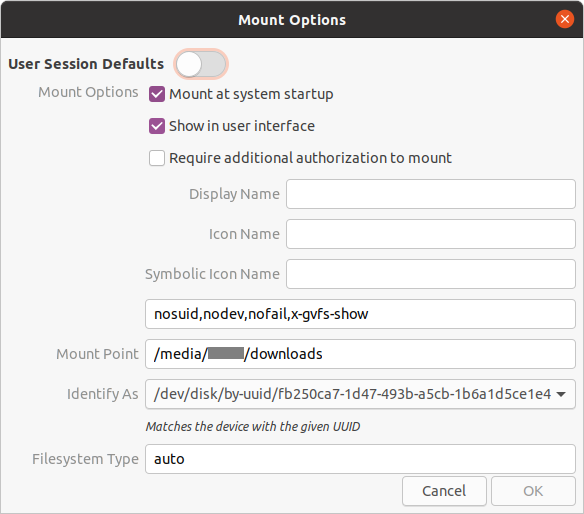 Mount Options
User Session Defaults
Mount Options Mount at system startup
Show in user interface
Require additional authorization to mount
Display Name
Icon Name
Symbolic Icon Name
nosuid,nodev,nofail,x-gvfs-show
Mount Point /media/ /downloads
Identify As /dev/disk/by-uuid/fb250ca7-1d47-493b-a5cb-1b6a1d5ce1e4
Matches the device with the given UUID
Filesystem Type auto
Cancel OK